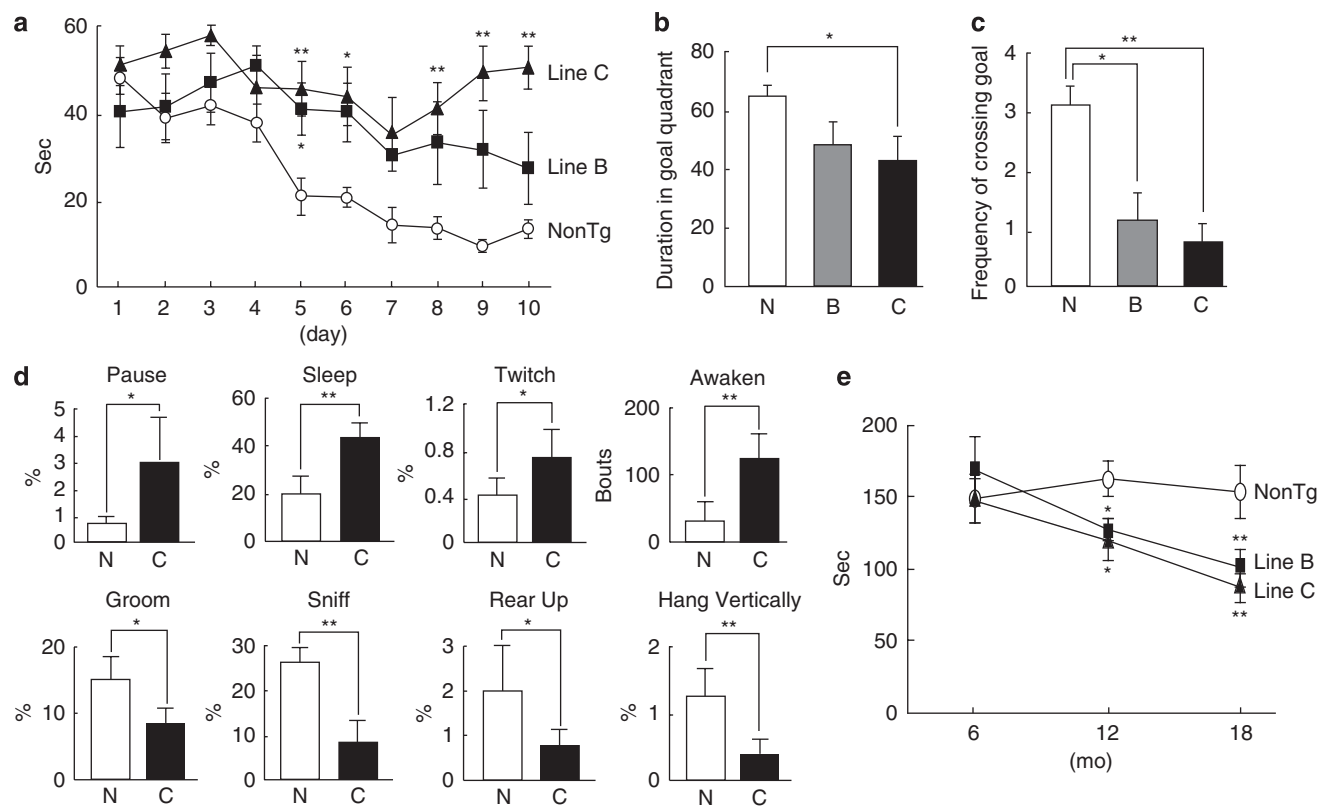 a
60
40
20
0
Sec
** * ** ** **
*
Line C
Line B
NonTg
1 2 3 4 5 6 7 8 9 10
(day)
b
Duration in goal quadrant
80
60
40
20
0
*
N B C
c
Frequency of crossing goal
4
3
2
1
0
**
*
N B C
d
Pause
%
5
4
3
2
1
0
*
N C
Sleep
%
60
40
20
0
**
N C
Twitch
%
1.2
0.8
0.4
0
*
N C
Awaken
Bouts
200
100
0
**
N C
Groom
%
20
10
0
*
N C
Sniff
%
30
20
10
0
**
N C
Rear Up
%
3
2
1
0
*
N C
Hang Vertically
%
2
1
0
**
N C
e
Sec
200
150
100
50
0
NonTg
*
**
Line B
Line C
*
**
6 12 18
(mo)